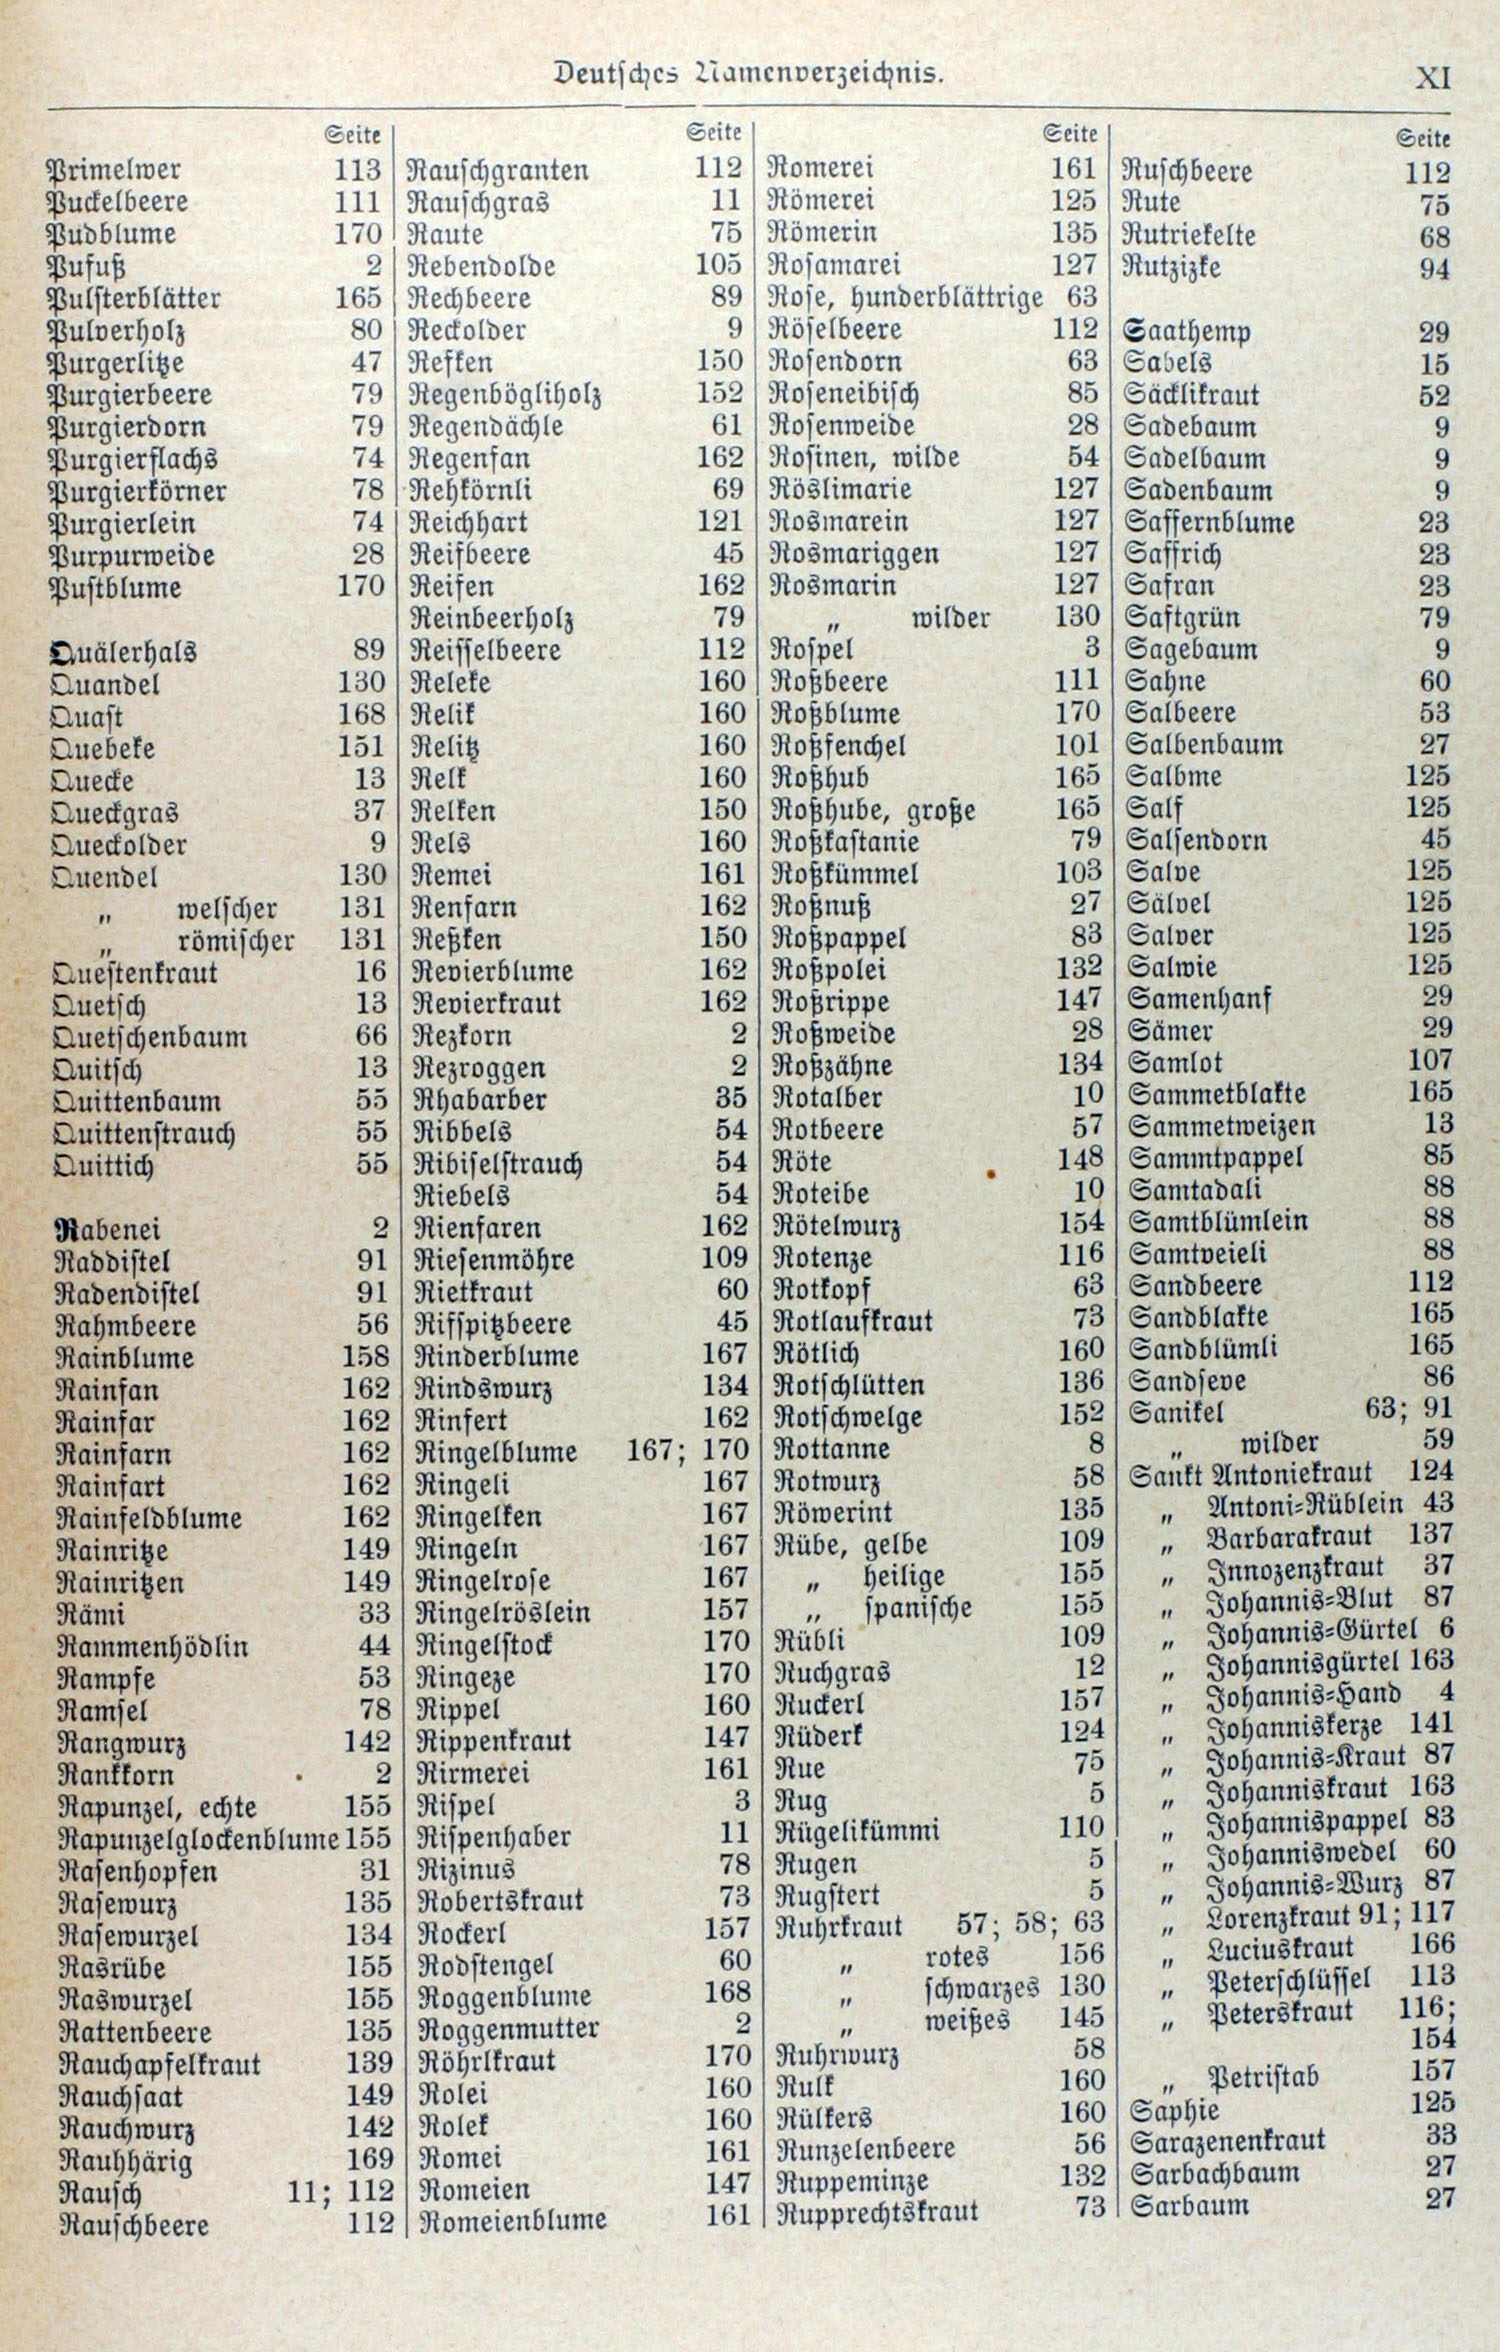 Deutsches Namenverzeichnis. XI
Seite
Primelwer 113
Puckelbeere 111
Pudblume 170
Pufuß 2
Pulsterblätter 165
Pulverholz 80
Purgerlitze 47
Purgierbeere 79
Purgierdorn 79
Purgierflachs 74
Purgierkörner 78
Purgierlein 74
Purpurweide 28
Pustblume 170
Quälerhals 89
Quandel 130
Quast 168
Quebeke 151
Quecke 13
Queckgras 37
Queckolder 9
Quendel 130
„ welscher 131
„ römischer 131
Questenkraut 16
Quetsch 13
Quetschenbaum 66
Quitsch 13
Quittenbaum 55
Quittenstrauch 55
Quittich 55
Rabenei 2
Raddistel 91
Radendistel 91
Rahmbeere 56
Rainblume 158
Rainfan 162
Rainfar 162
Rainfarn 162
Rainfart 162
Rainfeldblume 162
Rainritze 149
Rainritzen 149
Rämi 33
Rammenhödlin 44
Rampfe 53
Ramsel 78
Rangwurz 142
Rankkorn 2
Rapunzel, echte 155
Rapunzelglockenblume 155
Rasenhopfen 31
Rasewurz 135
Rasewurzel 134
Rasrübe 155
Raswurzel 155
Rattenbeere 135
Rauchapfelkraut 139
Rauchsaat 149
Rauchwurz 142
Rauhhärig 169
Rausch 11; 112
Rauschbeere 112
Seite
Rauschgranten 112
Rauschgras 11
Raute 75
Rebendolde 105
Rechbeere 89
Reckolder 9
Refken 150
Regenbögliholz 152
Regendächle 61
Regenfan 162
Rehkörnli 69
Reichhart 121
Reifbeere 45
Reifen 162
Reinbeerholz 79
Reisselbeere 112
Releke 160
Relik 160
Relitz 160
Relk 160
Relken 150
Rels 160
Remei 161
Renfarn 162
Reßken 150
Revierblume 162
Revierkraut 162
Rezkorn 2
Rezroggen 2
Rhabarber 35
Ribbels 54
Ribiselstrauch 54
Riebels 54
Rienfaren 162
Riesenmöhre 109
Rietkraut 60
Rifspitzbeere 45
Rinderblume 167
Rindswurz 134
Rinfert 162
Ringelblume 167; 170
Ringeli 167
Ringelken 167
Ringeln 167
Ringelrose 167
Ringelröslein 157
Ringelstock 170
Ringeze 170
Rippel 160
Rippenkraut 147
Rirmerei 161
Rispel 3
Rispenhaber 11
Rizinus 78
Robertskraut 73
Rockerl 157
Rodstengel 60
Roggenblume 168
Roggenmutter 2
Röhrlkraut 170
Rolei 160
Rolek 160
Romei 161
Romeien 147
Romeienblume 161
Seite
Romerei 161
Römerei 125
Römerin 135
Rosamarei 127
Rose, hunderblättrige 63
Röselbeere 112
Rosendorn 63
Roseneibisch 85
Rosenweide 28
Rosinen, wilde 54
Röslimarie 127
Rosmarein 127
Rosmariggen 127
Rosmarin 127
„ wilder 130
Rospel 3
Roßbeere 111
Roßblume 170
Roßfenchel 101
Roßhub 165
Roßhube, große 165
Roßkastanie 79
Roßkümmel 103
Roßnuß 27
Roßpappel 83
Roßpolei 132
Roßrippe 147
Roßweide 28
Roßzähne 134
Rotalber 10
Rotbeere 57
Röte 148
Roteibe 10
Rötelwurz 154
Rotenze 116
Rotkopf 63
Rotlaufkraut 73
Rötlich 160
Rotschlütten 136
Rotschwelge 152
Rottanne 8
Rotwurz 58
Röwerint 135
Rübe, gelbe 109
„ heilige 155
„ spanische 155
Rübli 109
Ruchgras 12
Ruckerl 157
Rüderk 124
Rue 75
Rug 5
Rügelikümmi 110
Rugen 5
Rugstert 5
Ruhrkraut 57; 58; 63
„ rotes 156
„ schwarzes 130
„ weißes 145
Ruhrwurz 58
Rulk 160
Rülkers 160
Runzelenbeere 56
Ruppeminze 132
Rupprechtskraut 73
Seite
Ruschbeere 112
Rute 75
Rutriekelte 68
Rutzizke 94
Saathemp 29
Sabels 15
Säcklikraut 52
Sadebaum 9
Sadelbaum 9
Sadenbaum 9
Saffernblume 23
Saffrich 23
Safran 23
Saftgrün 79
Sagebaum 9
Sahne 60
Salbeere 53
Salbenbaum 27
Salbme 125
Salf 125
Salsendorn 45
Salve 125
Sälvel 125
Salver 125
Salwie 125
Samenhanf 29
Sämer 29
Samlot 107
Sammetblakte 165
Sammetweizen 13
Sammtpappel 85
Samtadali 88
Samtblümlein 88
Samtveieli 88
Sandbeere 112
Sandblakte 165
Sandblümli 165
Sandseve 86
Sanikel 63; 91
„ wilder 59
Sankt Antoniekraut 124
„ Antoni-Rüblein 43
„ Barbarakraut 137
„ Innozenzkraut 37
„ Johannis-Blut 87
„ Johannis-Gürtel 6
„ Johannisgürtel 163
„ Johannis-Hand 4
„ Johanniskerze 141
„ Johannis-Kraut 87
„ Johanniskraut 163
„ Johannispappel 83
„ Johanniswedel 60
„ Johannis-Wurz 87
„ Lorenzkraut 91; 117
„ Luciuskraut 166
„ Peterschlüssel 113
„ Peterskraut 116;
154
„ Petristab 157
Saphie 125
Sarazenenkraut 33
Sarbachbaum 27
Sarbaum 27